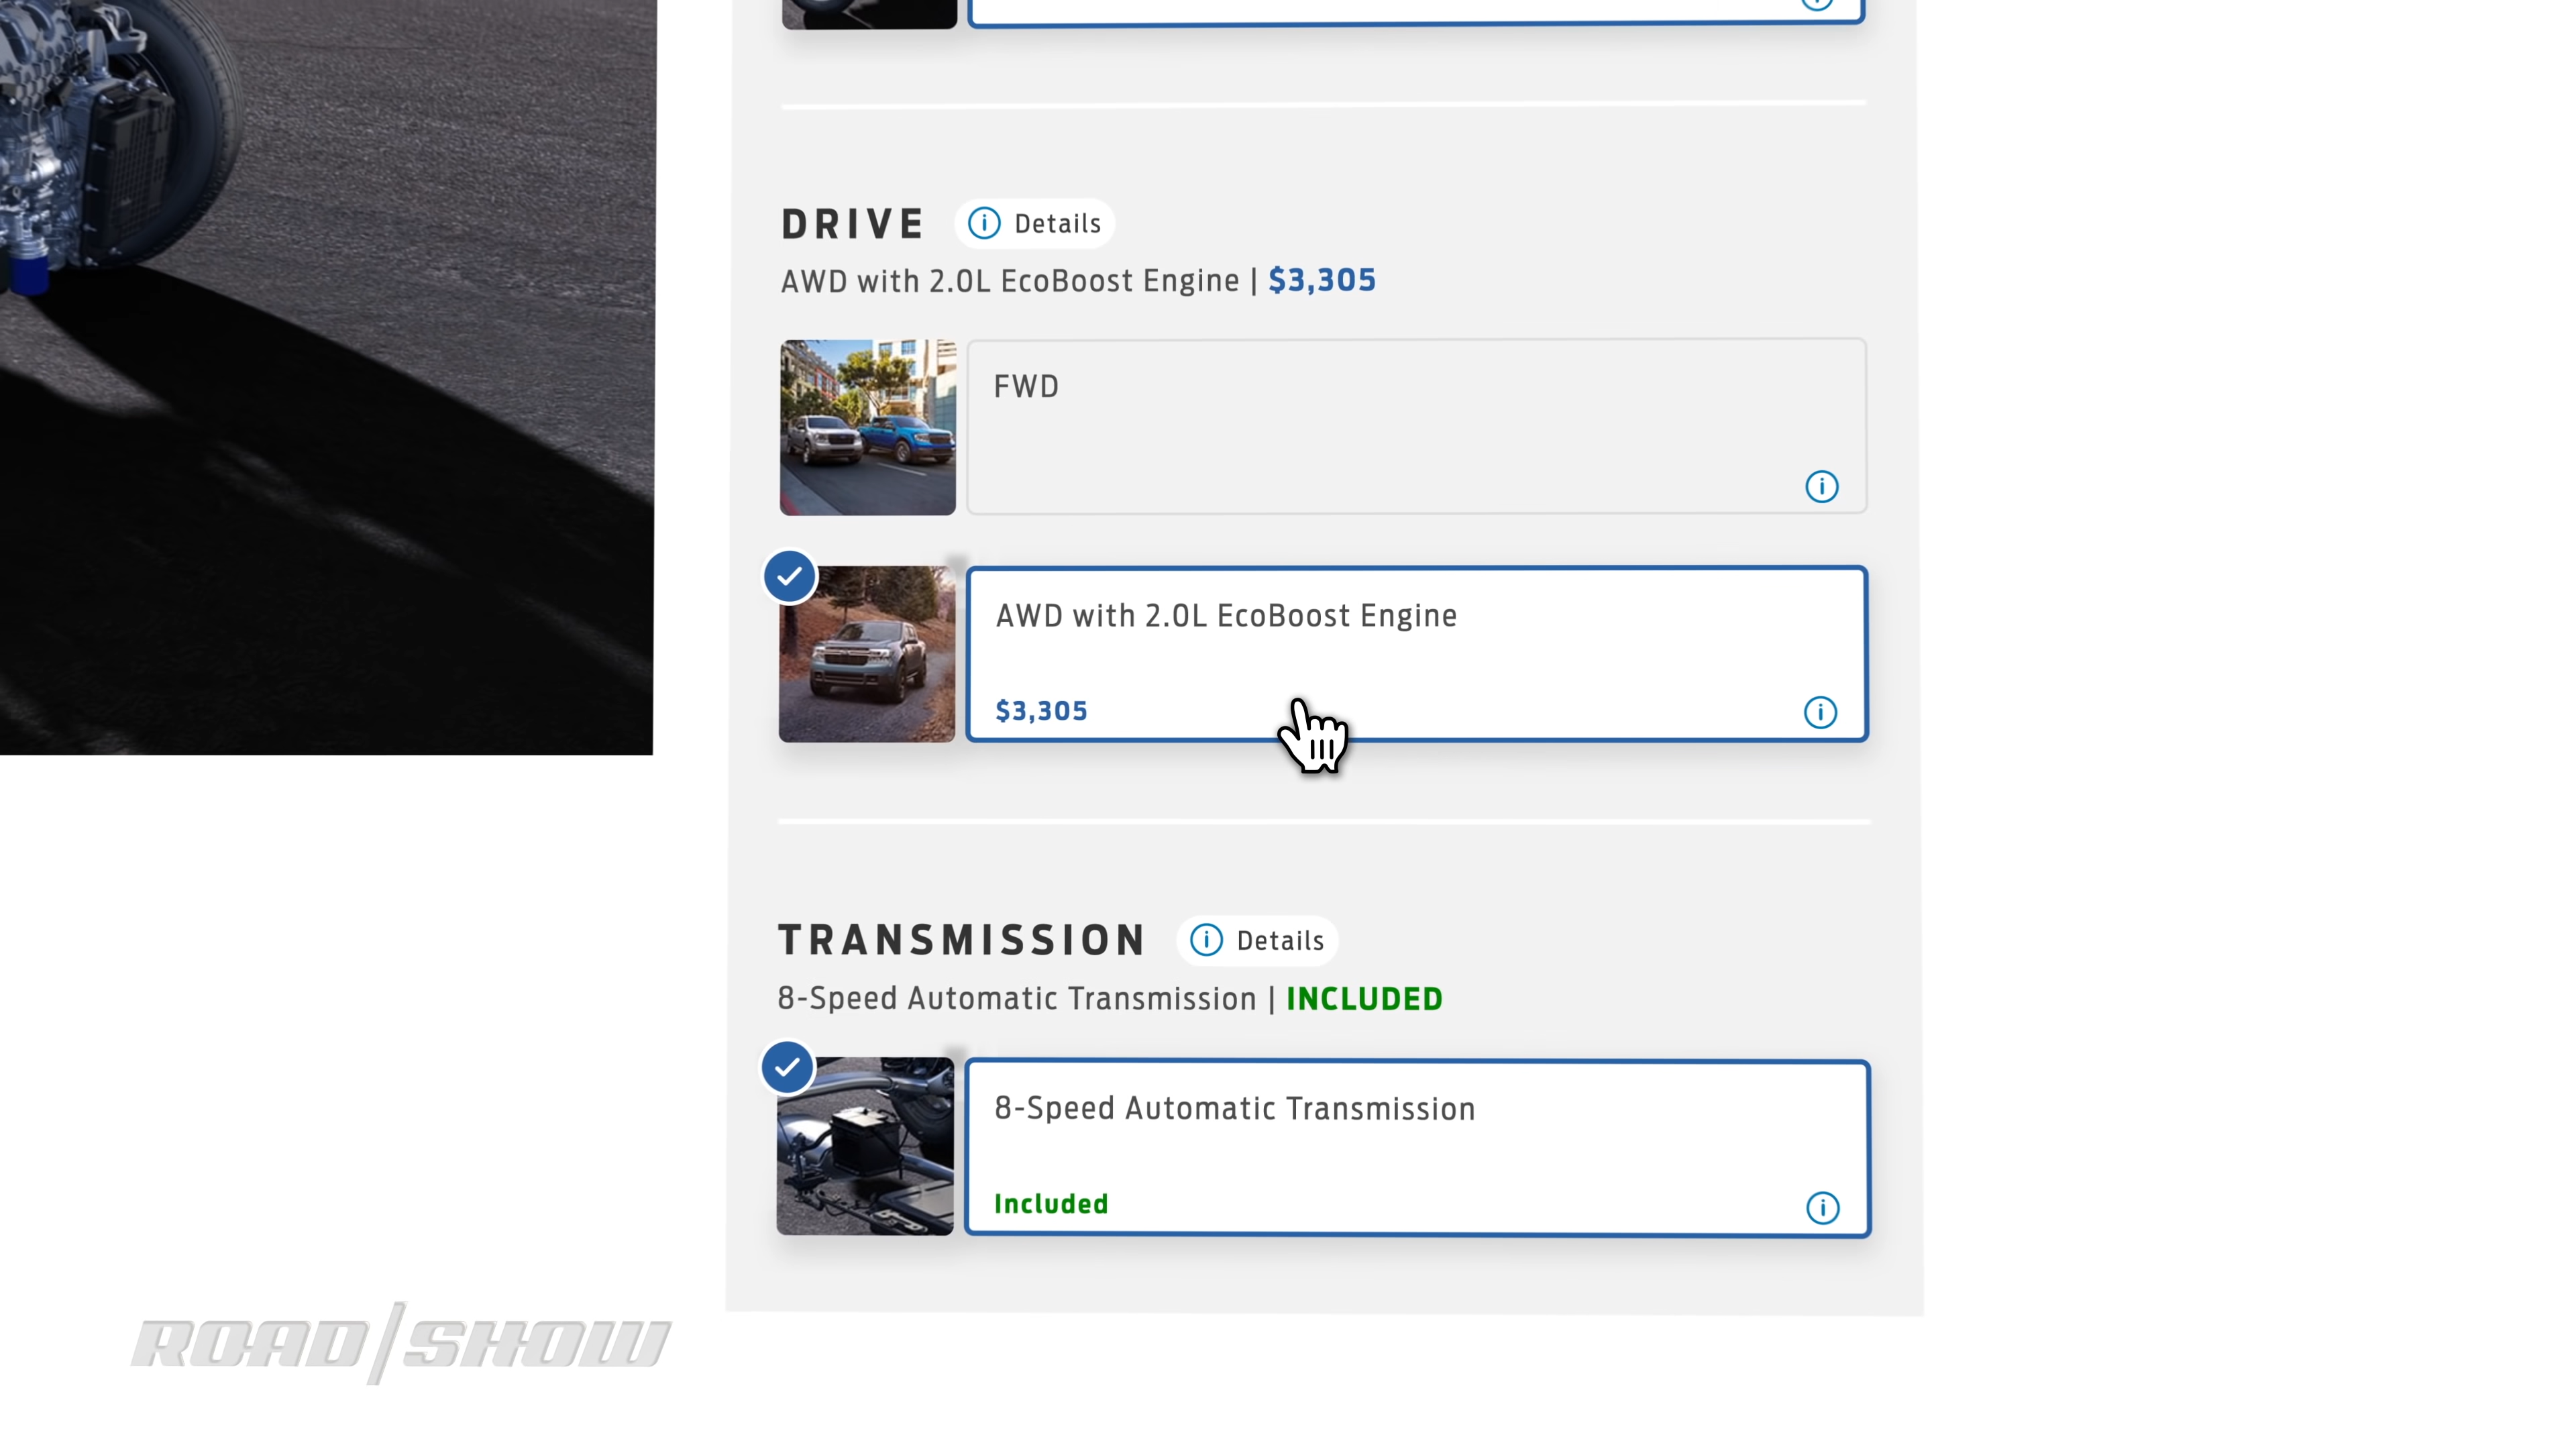 DRIVE
Details
AWD with 2.0L EcoBoost Engine | $3,305
FWD
AWD with 2.0L EcoBoost Engine
$3,305
TRANSMISSION
Details
8-Speed Automatic Transmission | INCLUDED
8-Speed Automatic Transmission
Included
ROAD/SHOW